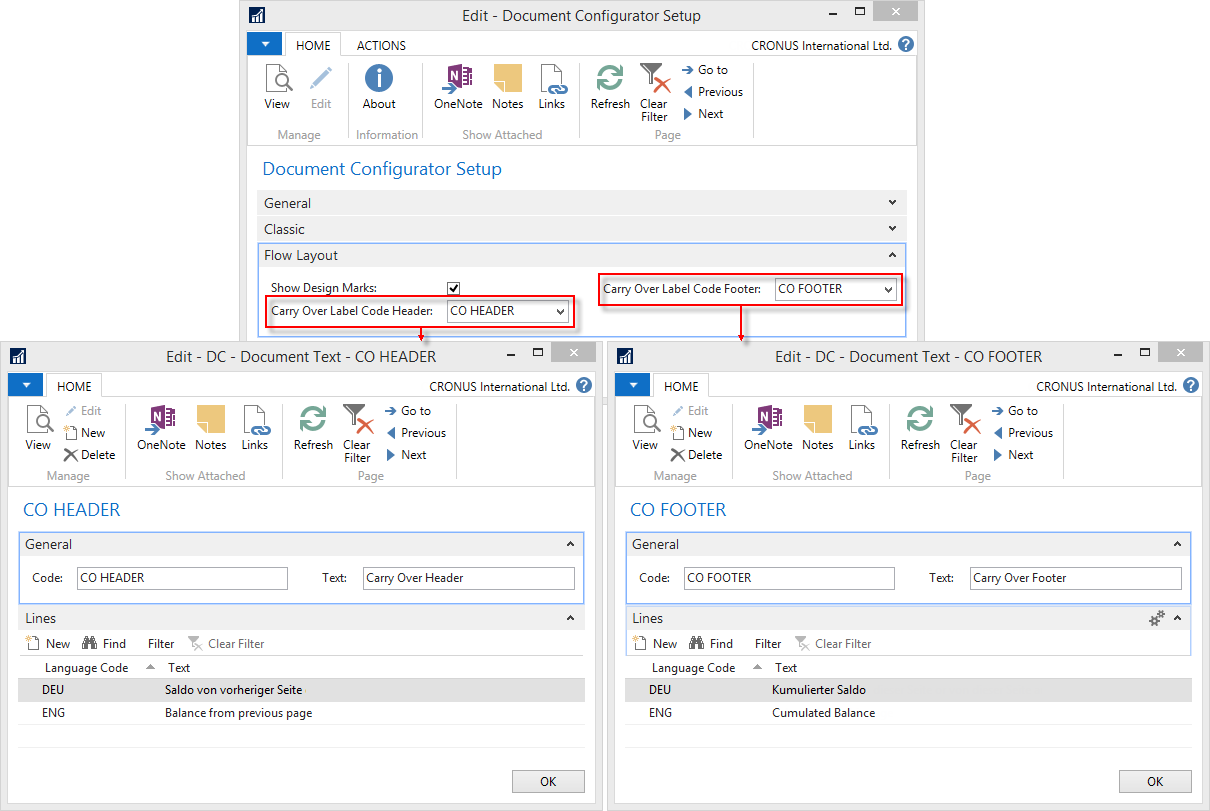 Edit - Document Configurator Setup
HOME ACTIONS CRONUS International Ltd. ?
View Edit About OneNote Notes Links Refresh Clear Filter Go to Previous Next
Manage Information Show Attached Page
Document Configurator Setup
General
Classic
Flow Layout
Show Design Marks:
Carry Over Label Code Header: CO HEADER
Carry Over Label Code Footer: CO FOOTER
Edit - DC - Document Text - CO HEADER
HOME CRONUS International Ltd. ?
View Edit New Delete OneNote Notes Links Refresh Clear Filter Go to Previous Next
Manage Show Attached Page
CO HEADER
General
Code: CO HEADER Text: Carry Over Header
Lines
New Find Filter Clear Filter
Language Code Text
DEU Saldo von vorheriger Seite
ENG Balance from previous page
OK
Edit - DC - Document Text - CO FOOTER
HOME CRONUS International Ltd. ?
View Edit New Delete OneNote Notes Links Refresh Clear Filter Go to Previous Next
Manage Show Attached Page
CO FOOTER
General
Code: CO FOOTER Text: Carry Over Footer
Lines
New Find Filter Clear Filter
Language Code Text
DEU Kumulierter Saldo
ENG Cumulated Balance
OK